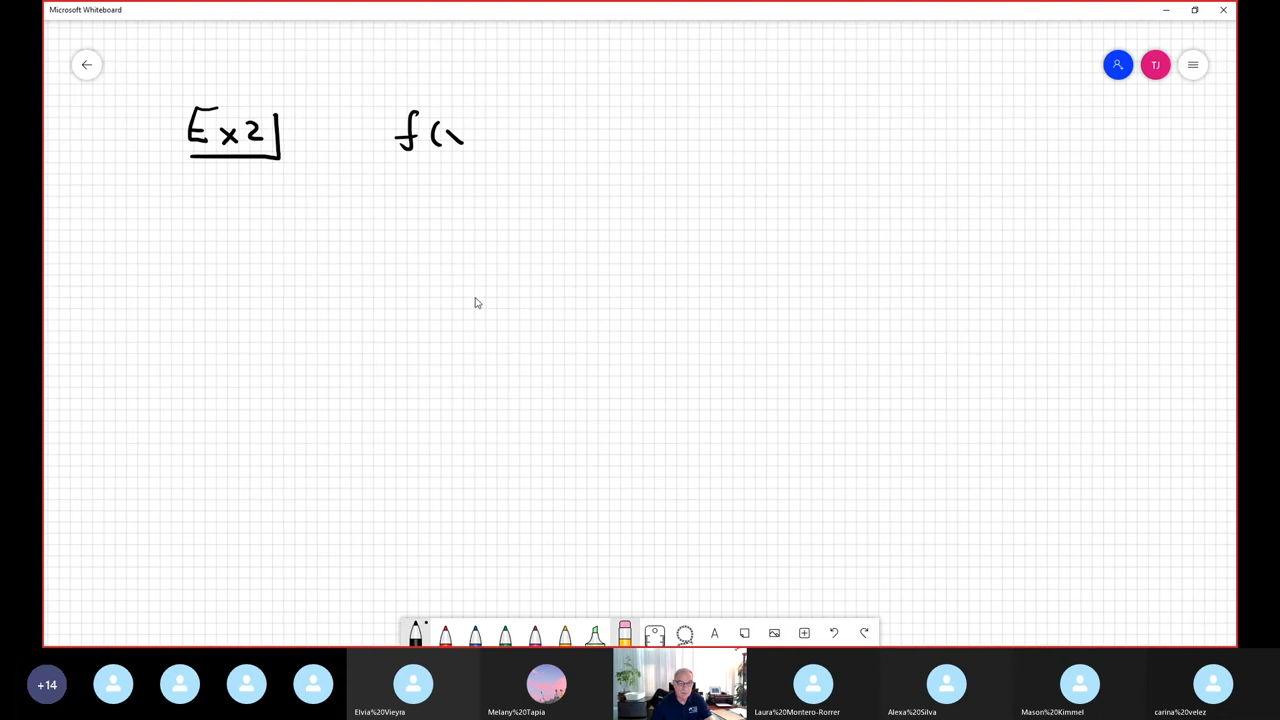 Microsoft Whiteboard
TJ
Ex2 f(\
A
+14
Elvia%20Vieyra
Melany%20Tapia
Laura%20Montero-Rorrer
Alexa%20Silva
Mason%20Kimmel
carina%20velez